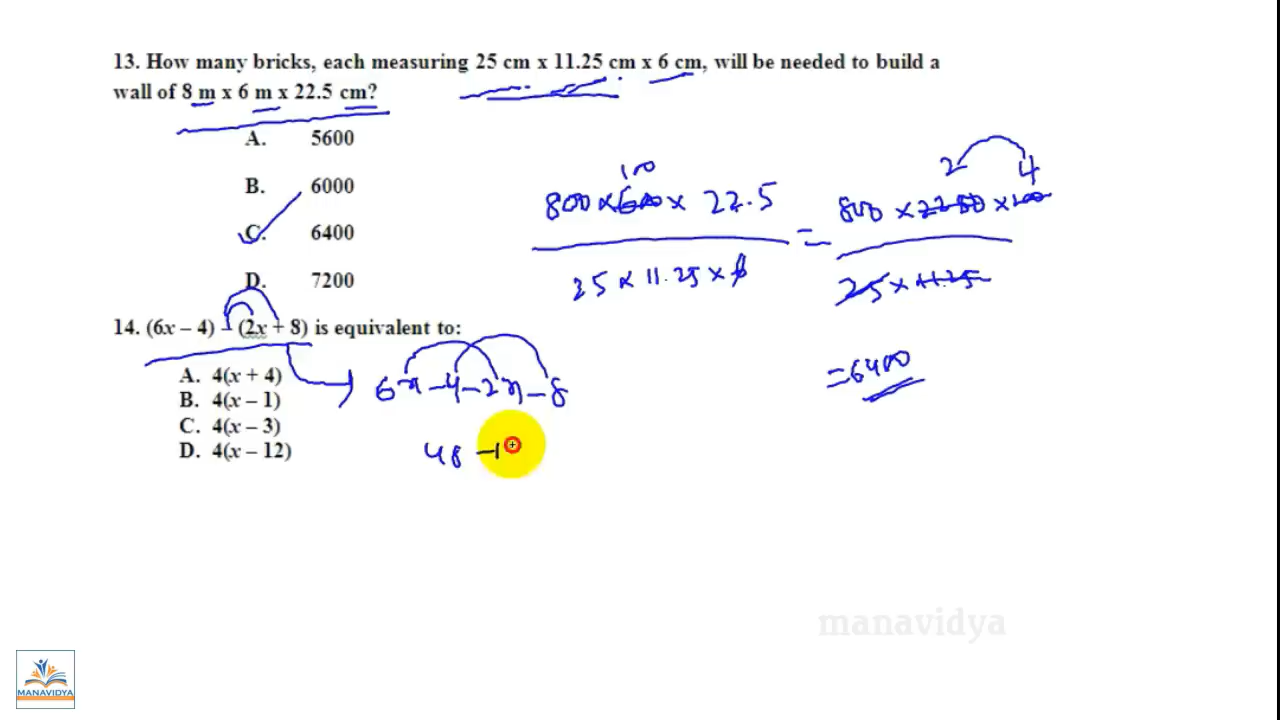 13. How many bricks, each measuring 25 cm x 11.25 cm x 6 cm, will be needed to build a
wall of 8 m x 6 m x 22.5 cm?
A. 5600
B. 6000
C. 6400
D. 7200
100
800 × 600 × 22.5
25 × 11.25 × 6
=
2 4
800 × 2250 × 100
25 × 11.25
= 6400
14. (6x – 4) – (2x + 8) is equivalent to:
A. 4(x + 4)
B. 4(x – 1)
C. 4(x – 3)
D. 4(x – 12)
6x – 4 – 2x – 8
manavidya
MANAVIDYA